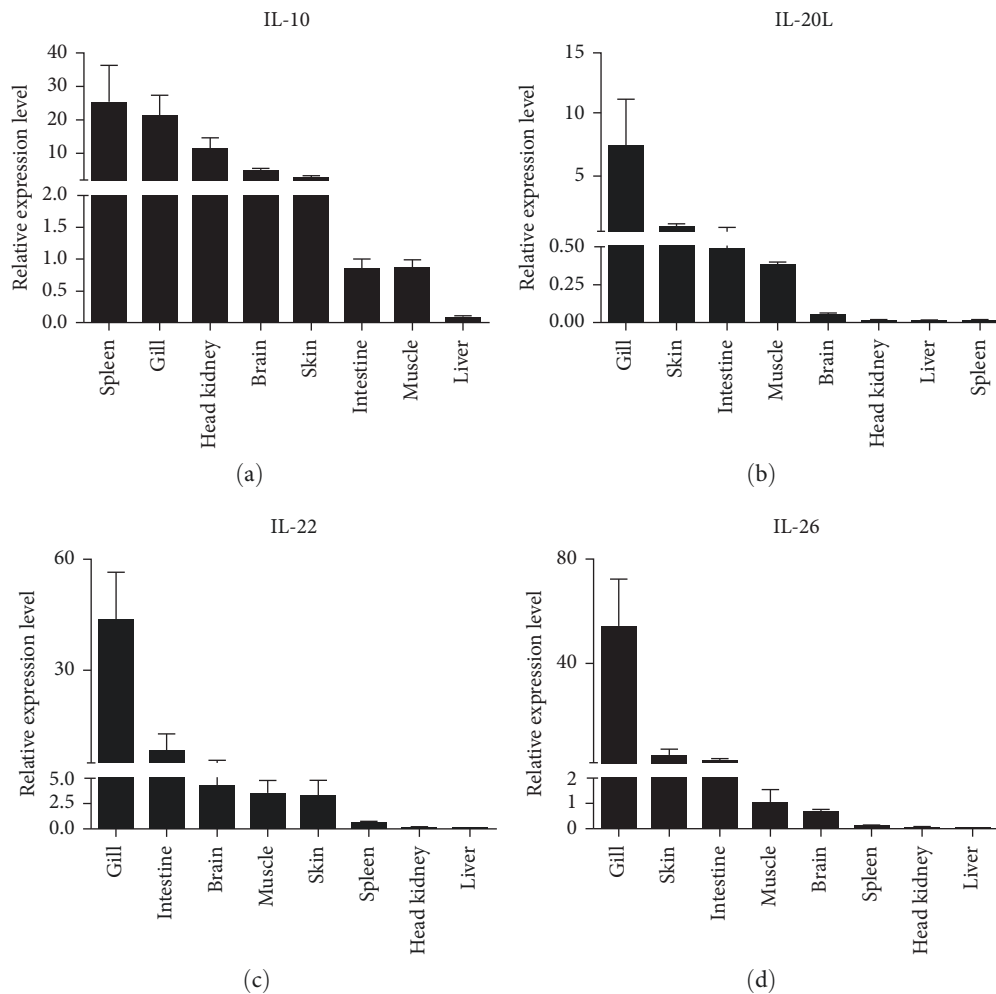 IL-10
Relative expression level
40
30
20
10
2.0
1.5
1.0
0.5
0.0
Spleen
Gill
Head kidney
Brain
Skin
Intestine
Muscle
Liver
(a)
IL-20L
Relative expression level
15
10
5
0.50
0.25
0.00
Gill
Skin
Intestine
Muscle
Brain
Head kidney
Liver
Spleen
(b)
IL-22
Relative expression level
60
30
5.0
2.5
0.0
Gill
Intestine
Brain
Muscle
Skin
Spleen
Head kidney
Liver
(c)
IL-26
Relative expression level
80
40
2
1
0
Gill
Skin
Intestine
Muscle
Brain
Spleen
Head kidney
Liver
(d)